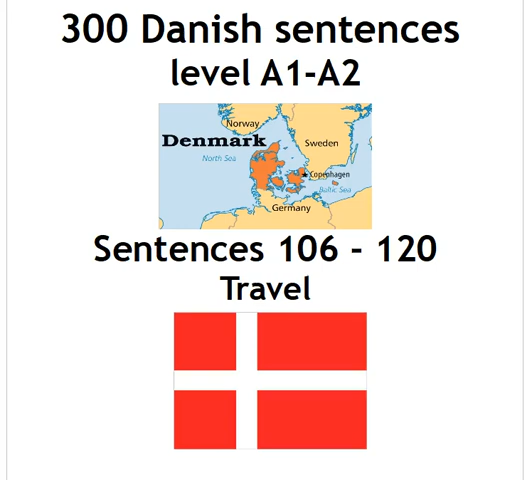 300 Danish sentences
level A1-A2
Norway
Denmark
Sweden
North Sea
Copenhagen
Baltic Sea
Germany
Sentences 106 - 120
Travel